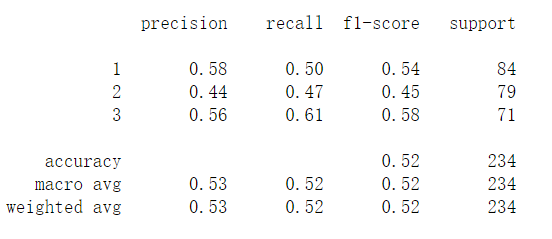 precision recall f1-score support
1 0.58 0.50 0.54 84
2 0.44 0.47 0.45 79
3 0.56 0.61 0.58 71
accuracy 0.52 234
macro avg 0.53 0.52 0.52 234
weighted avg 0.53 0.52 0.52 234